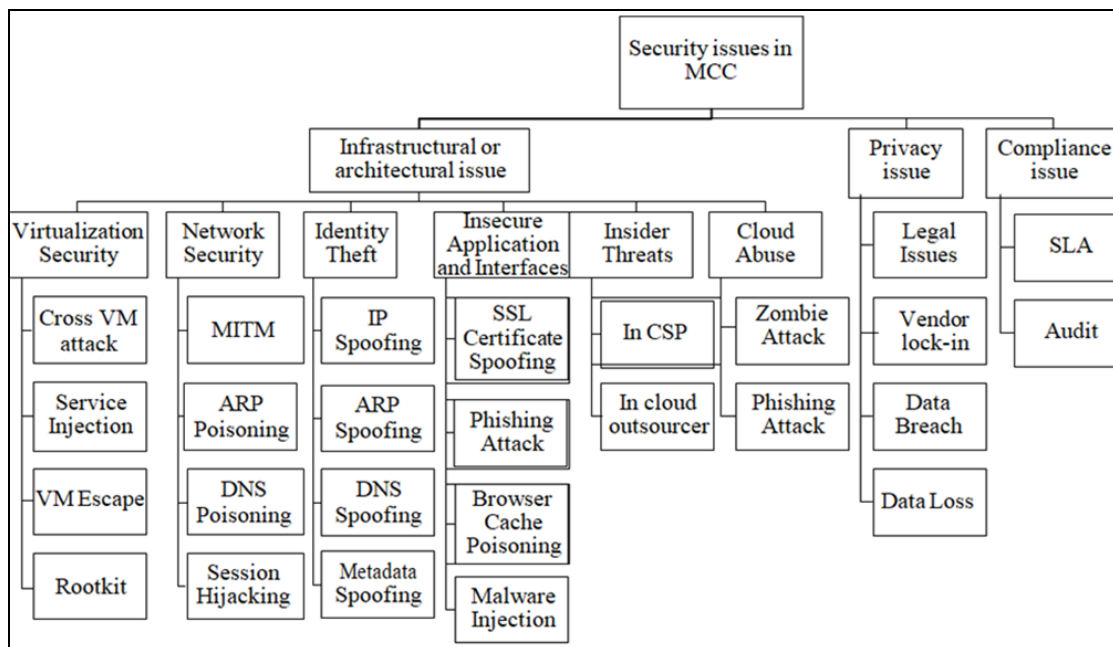 Security issues in
MCC
Infrastructural or
architectural issue
Privacy
issue
Compliance
issue
Virtualization
Security
Network
Security
Identity
Theft
Insecure
Application
and Interfaces
Insider
Threats
Cloud
Abuse
Legal
Issues
SLA
Cross VM
attack
MITM
IP
Spoofing
SSL
Certificate
Spoofing
In CSP
Zombie
Attack
Vendor
lock-in
Audit
Service
Injection
ARP
Poisoning
ARP
Spoofing
Phishing
Attack
In cloud
outsourcer
Phishing
Attack
Data
Breach
VM Escape
DNS
Poisoning
DNS
Spoofing
Browser
Cache
Poisoning
Data Loss
Rootkit
Session
Hijacking
Metadata
Spoofing
Malware
Injection